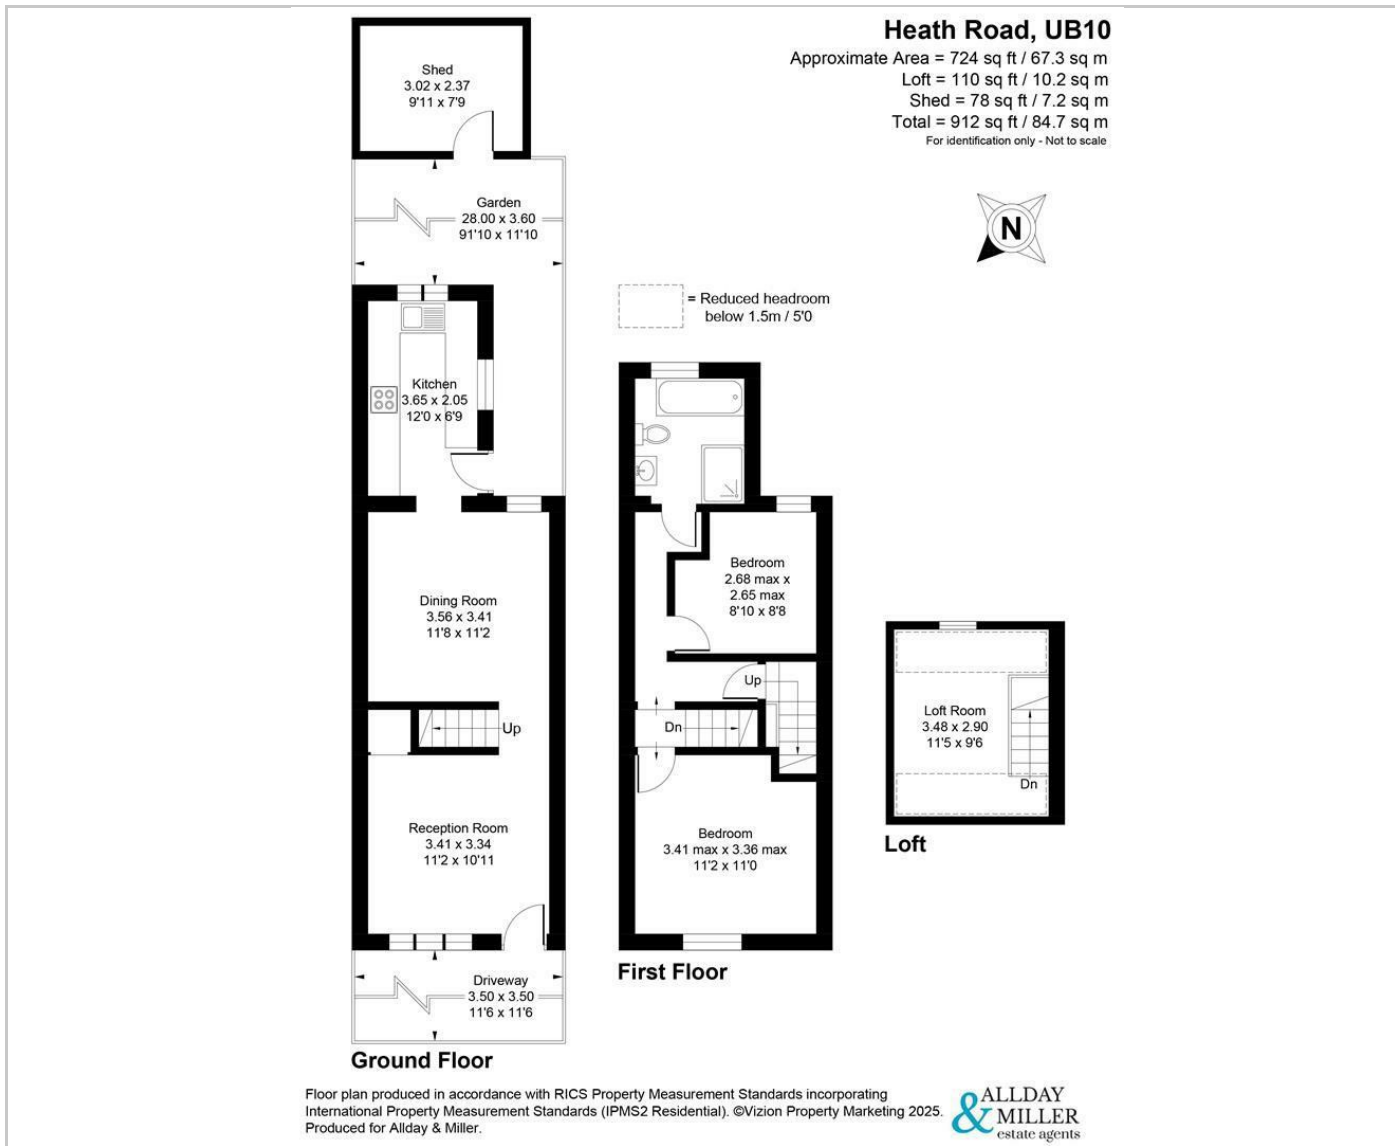 Heath Road, UB10
Approximate Area = 724 sq ft / 67.3 sq m
Loft = 110 sq ft / 10.2 sq m
Shed = 78 sq ft / 7.2 sq m
Total = 912 sq ft / 84.7 sq m
For identification only - Not to scale
N
Shed
3.02 x 2.37
9'11 x 7'9
Garden
28.00 x 3.60
91'10 x 11'10
= Reduced headroom
below 1.5m / 5'0
Kitchen
3.65 x 2.05
12'0 x 6'9
Dining Room
3.56 x 3.41
11'8 x 11'2
Up
Reception Room
3.41 x 3.34
11'2 x 10'11
Driveway
3.50 x 3.50
11'6 x 11'6
Ground Floor
Bedroom
2.68 max x
2.65 max
8'10 x 8'8
Up
Dn
Bedroom
3.41 max x 3.36 max
11'2 x 11'0
First Floor
Loft Room
3.48 x 2.90
11'5 x 9'6
Dn
Loft
Floor plan produced in accordance with RICS Property Measurement Standards incorporating
International Property Measurement Standards (IPMS2 Residential). ©Vizion Property Marketing 2025.
Produced for Allday & Miller.
ALLDAY
& MILLER
estate agents